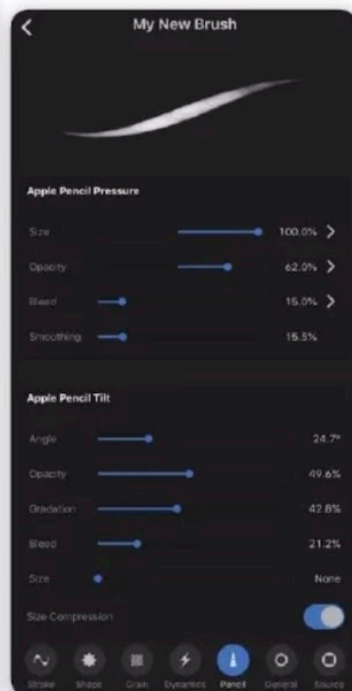 My New Brush
Apple Pencil Pressure
Size 100.0%
Opacity 62.0%
Bleed 15.0%
Smoothing 15.5%
Apple Pencil Tilt
Angle 24.7°
Opacity 49.6%
Gradation 42.8%
Bleed 21.2%
Size None
Size Compression
Stroke Shape Grain Dynamics Pencil General Source